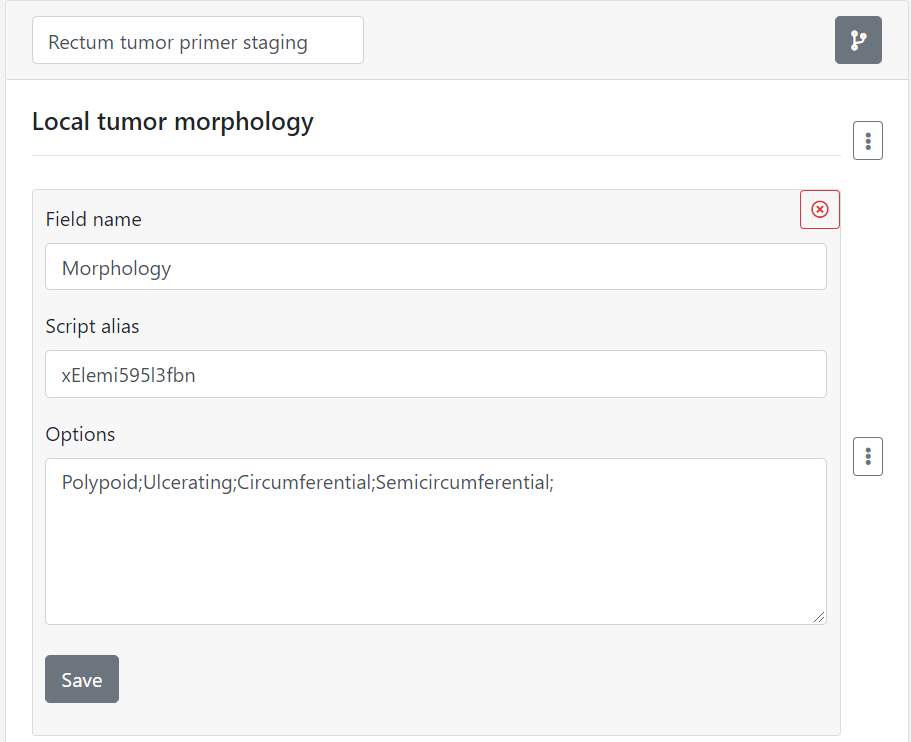 Rectum tumor primer staging
Local tumor morphology
Field name
Morphology
Script alias
xElemi595l3fbn
Options
Polypoid;Ulcerating;Circumferential;Semicircumferential;
Save